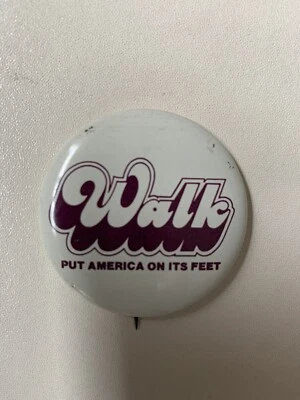 Walk
PUT AMERICA ON ITS FEET